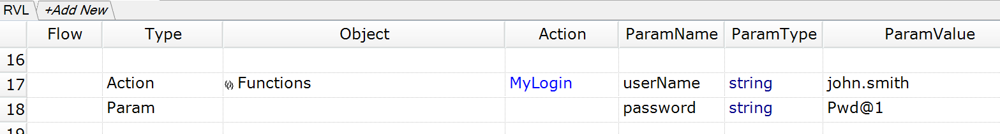 RVL +Add New
Flow Type Object Action ParamName ParamType ParamValue
16
17 Action Functions MyLogin userName string john.smith
18 Param password string Pwd@1
19